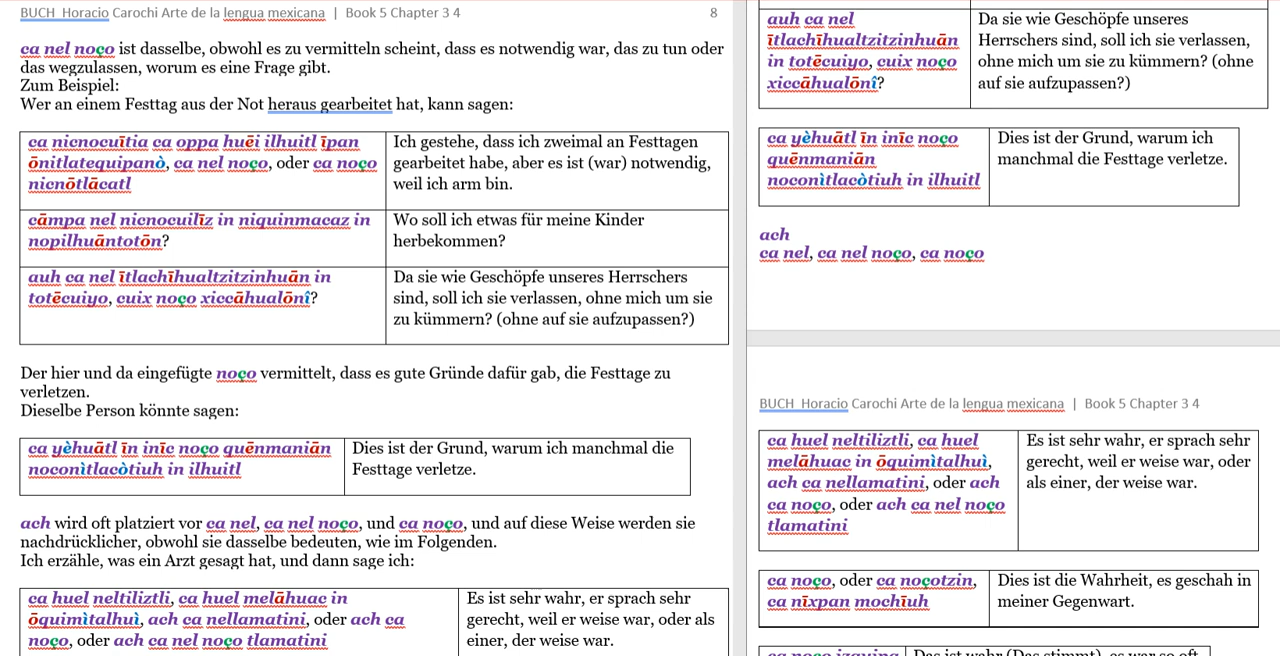 BUCH Horacio Carochi Arte de la lengua mexicana | Book 5 Chapter 3 4 8
ca nel noço ist dasselbe, obwohl es zu vermitteln scheint, dass es notwendig war, das zu tun oder
das wegzulassen, worum es eine Frage gibt.
Zum Beispiel:
Wer an einem Festtag aus der Not heraus gearbeitet hat, kann sagen:
ca nicnocuītia ca oppa huēi ilhuitl īpan
ōnitlatequipanò, ca nel noço, oder ca noço
nicnōtlācatl
Ich gestehe, dass ich zweimal an Festtagen
gearbeitet habe, aber es ist (war) notwendig,
weil ich arm bin.
cāmpa nel nicnocuilīz in niquinmacaz in
nopilhuāntotōn?
Wo soll ich etwas für meine Kinder
herbekommen?
auh ca nel ītlachīhualtzitzinhuān in
totēcuiyo, cuix noço xiccāhualōnî?
Da sie wie Geschöpfe unseres Herrschers
sind, soll ich sie verlassen, ohne mich um sie
zu kümmern? (ohne auf sie aufzupassen?)
Der hier und da eingefügte noço vermittelt, dass es gute Gründe dafür gab, die Festtage zu
verletzen.
Dieselbe Person könnte sagen:
ca yèhuātl īn inīc noço quēnmaniān
noconìtlacòtiuh in ilhuitl
Dies ist der Grund, warum ich manchmal die
Festtage verletze.
ach wird oft platziert vor ca nel, ca nel noço, und ca noço, und auf diese Weise werden sie
nachdrücklicher, obwohl sie dasselbe bedeuten, wie im Folgenden.
Ich erzähle, was ein Arzt gesagt hat, und dann sage ich:
ca huel neltiliztli, ca huel melāhuac in
ōquimìtalhuì, ach ca nellamatini, oder ach ca
noço, oder ach ca nel noço tlamatini
Es ist sehr wahr, er sprach sehr
gerecht, weil er weise war, oder als
einer, der weise war.
auh ca nel
ītlachīhualtzitzinhuān
in totēcuiyo, cuix noço
xiccāhualōnî?
Da sie wie Geschöpfe unseres
Herrschers sind, soll ich sie verlassen,
ohne mich um sie zu kümmern? (ohne
auf sie aufzupassen?)
ca yèhuātl īn inīc noço
quēnmaniān
noconìtlacòtiuh in ilhuitl
Dies ist der Grund, warum ich
manchmal die Festtage verletze.
ach
ca nel, ca nel noço, ca noço
BUCH Horacio Carochi Arte de la lengua mexicana | Book 5 Chapter 3 4
ca huel neltiliztli, ca huel
melāhuac in ōquimìtalhuì,
ach ca nellamatini, oder ach
ca noço, oder ach ca nel noço
tlamatini
Es ist sehr wahr, er sprach sehr
gerecht, weil er weise war, oder
als einer, der weise war.
ca noço, oder ca noçotzin,
ca nīxpan mochīuh
Dies ist die Wahrheit, es geschah in
meiner Gegenwart.
Das ist wahr (Das stimmt), es war so oft